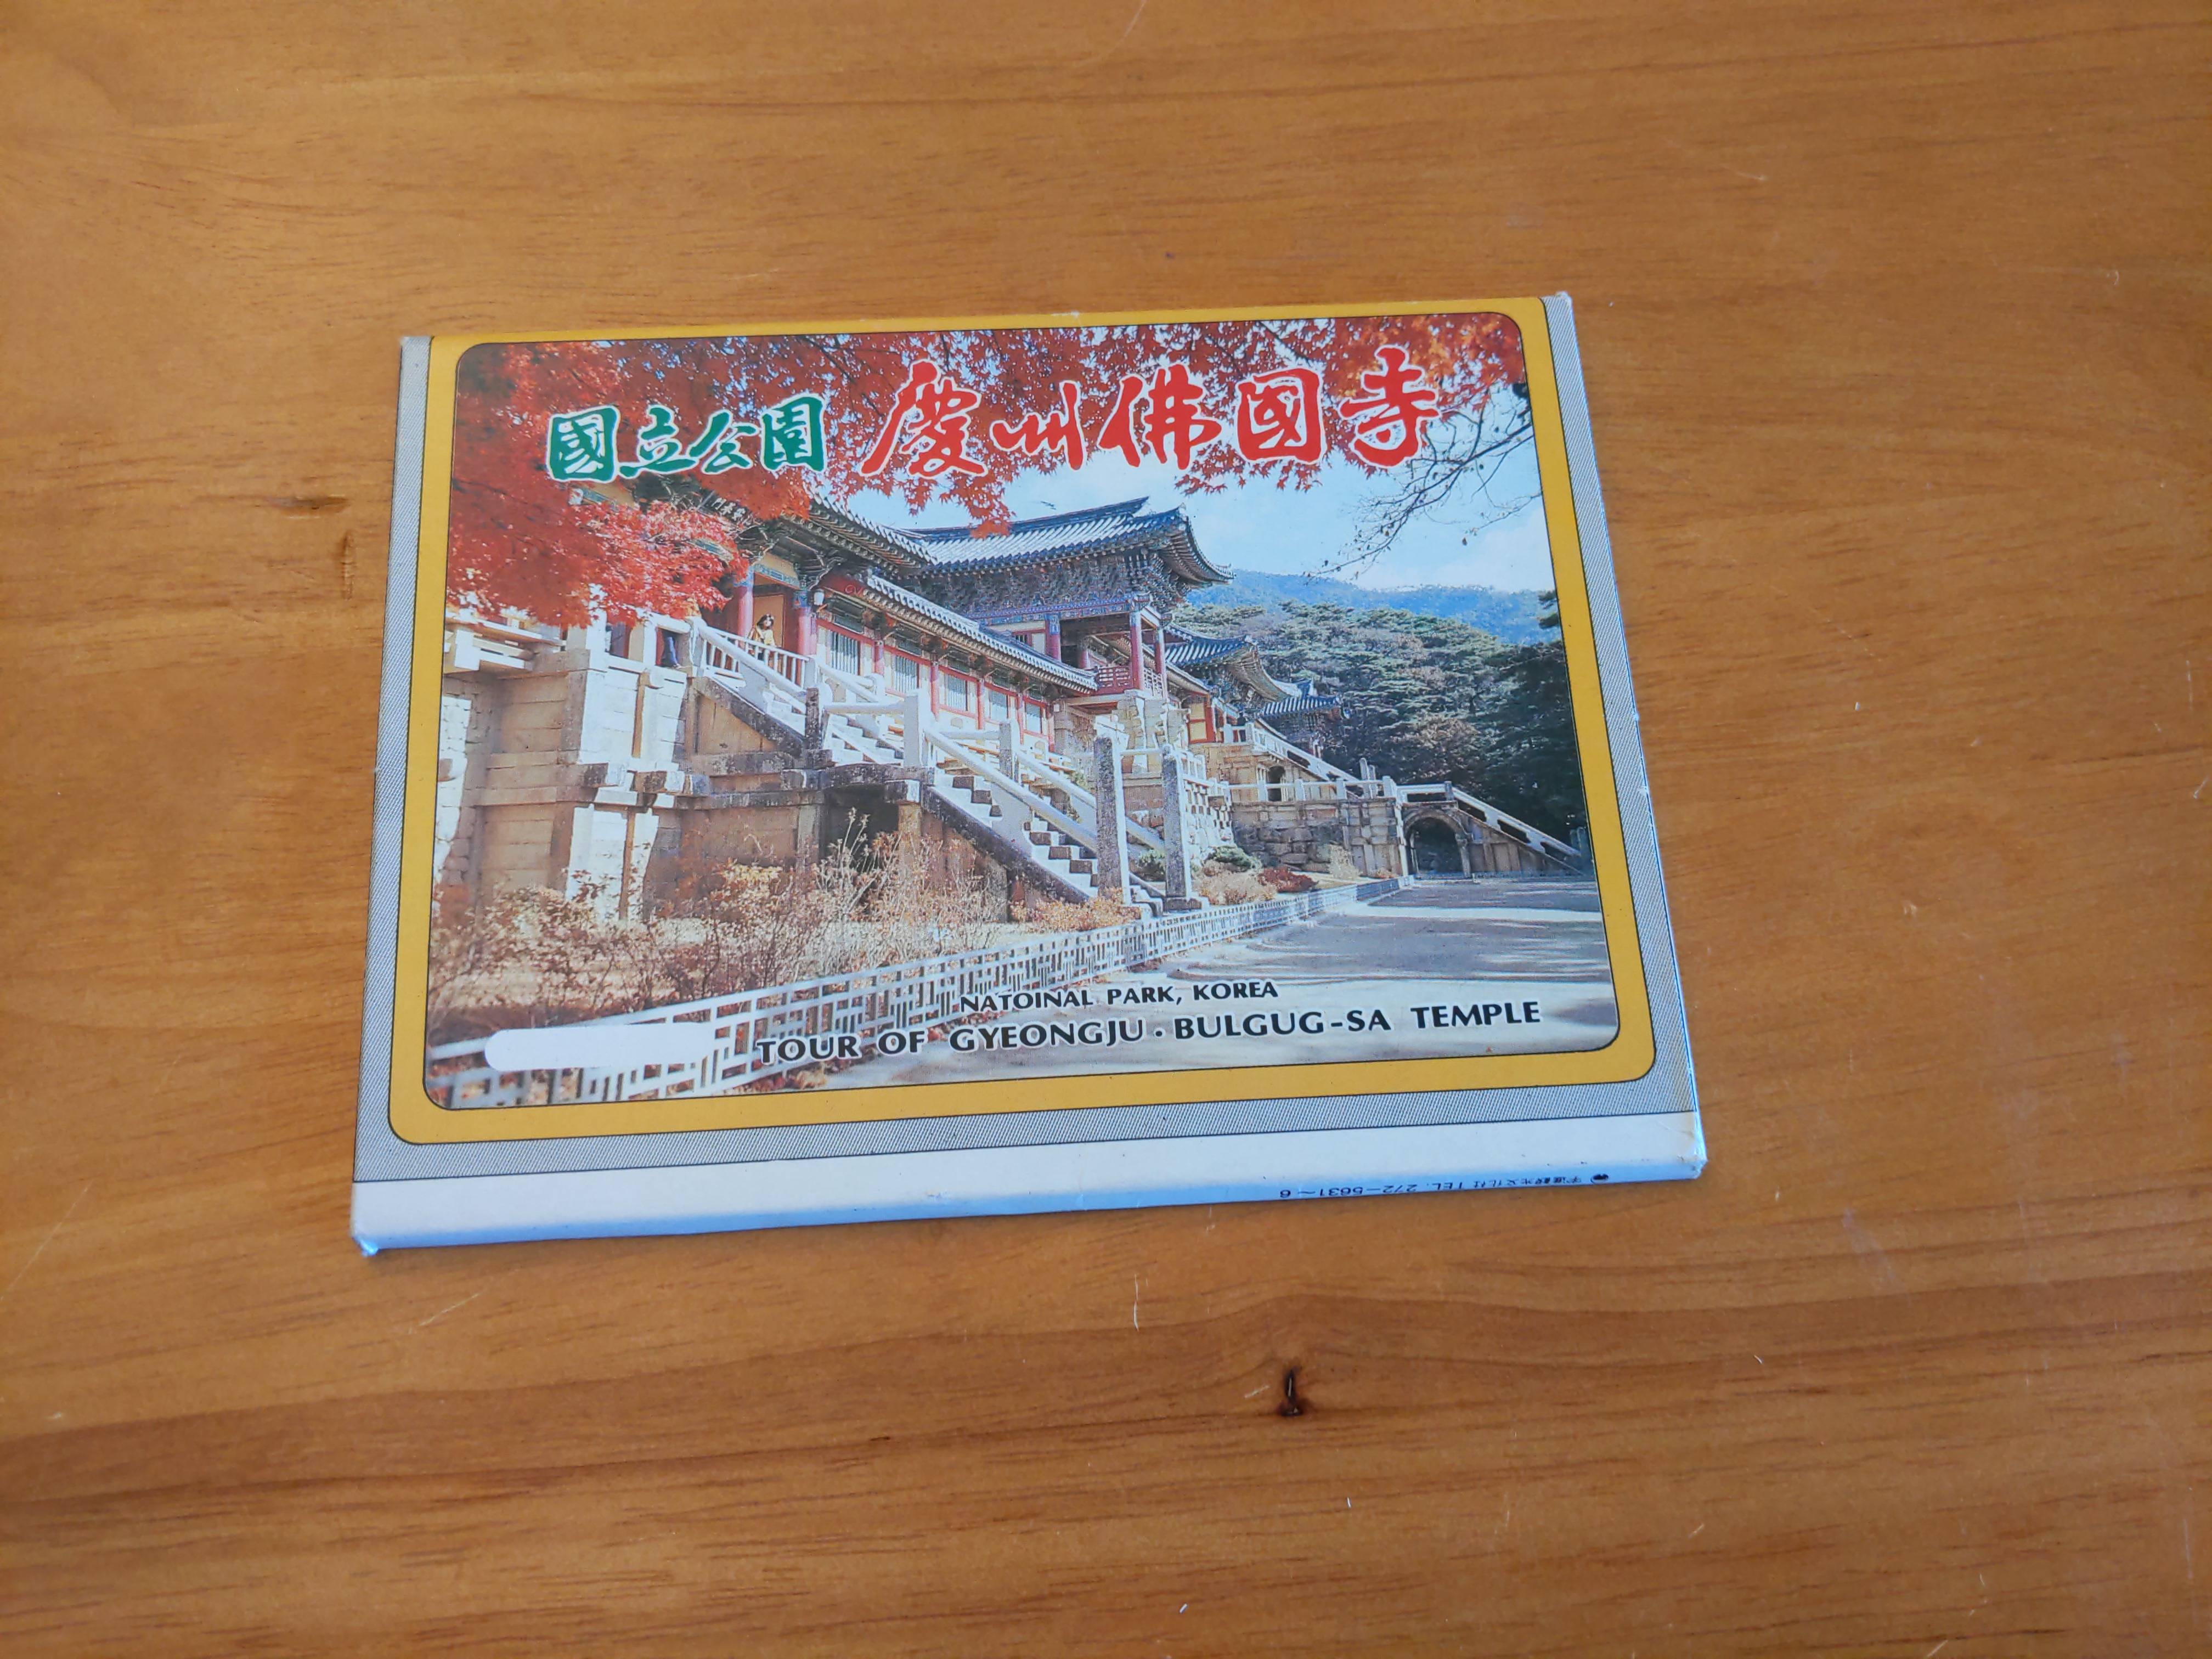 國立公園 慶州佛國寺
NATOINAL PARK, KOREA
TOUR OF GYEONGJU · BULGUG-SA TEMPLE
TEL. 272-5631~6